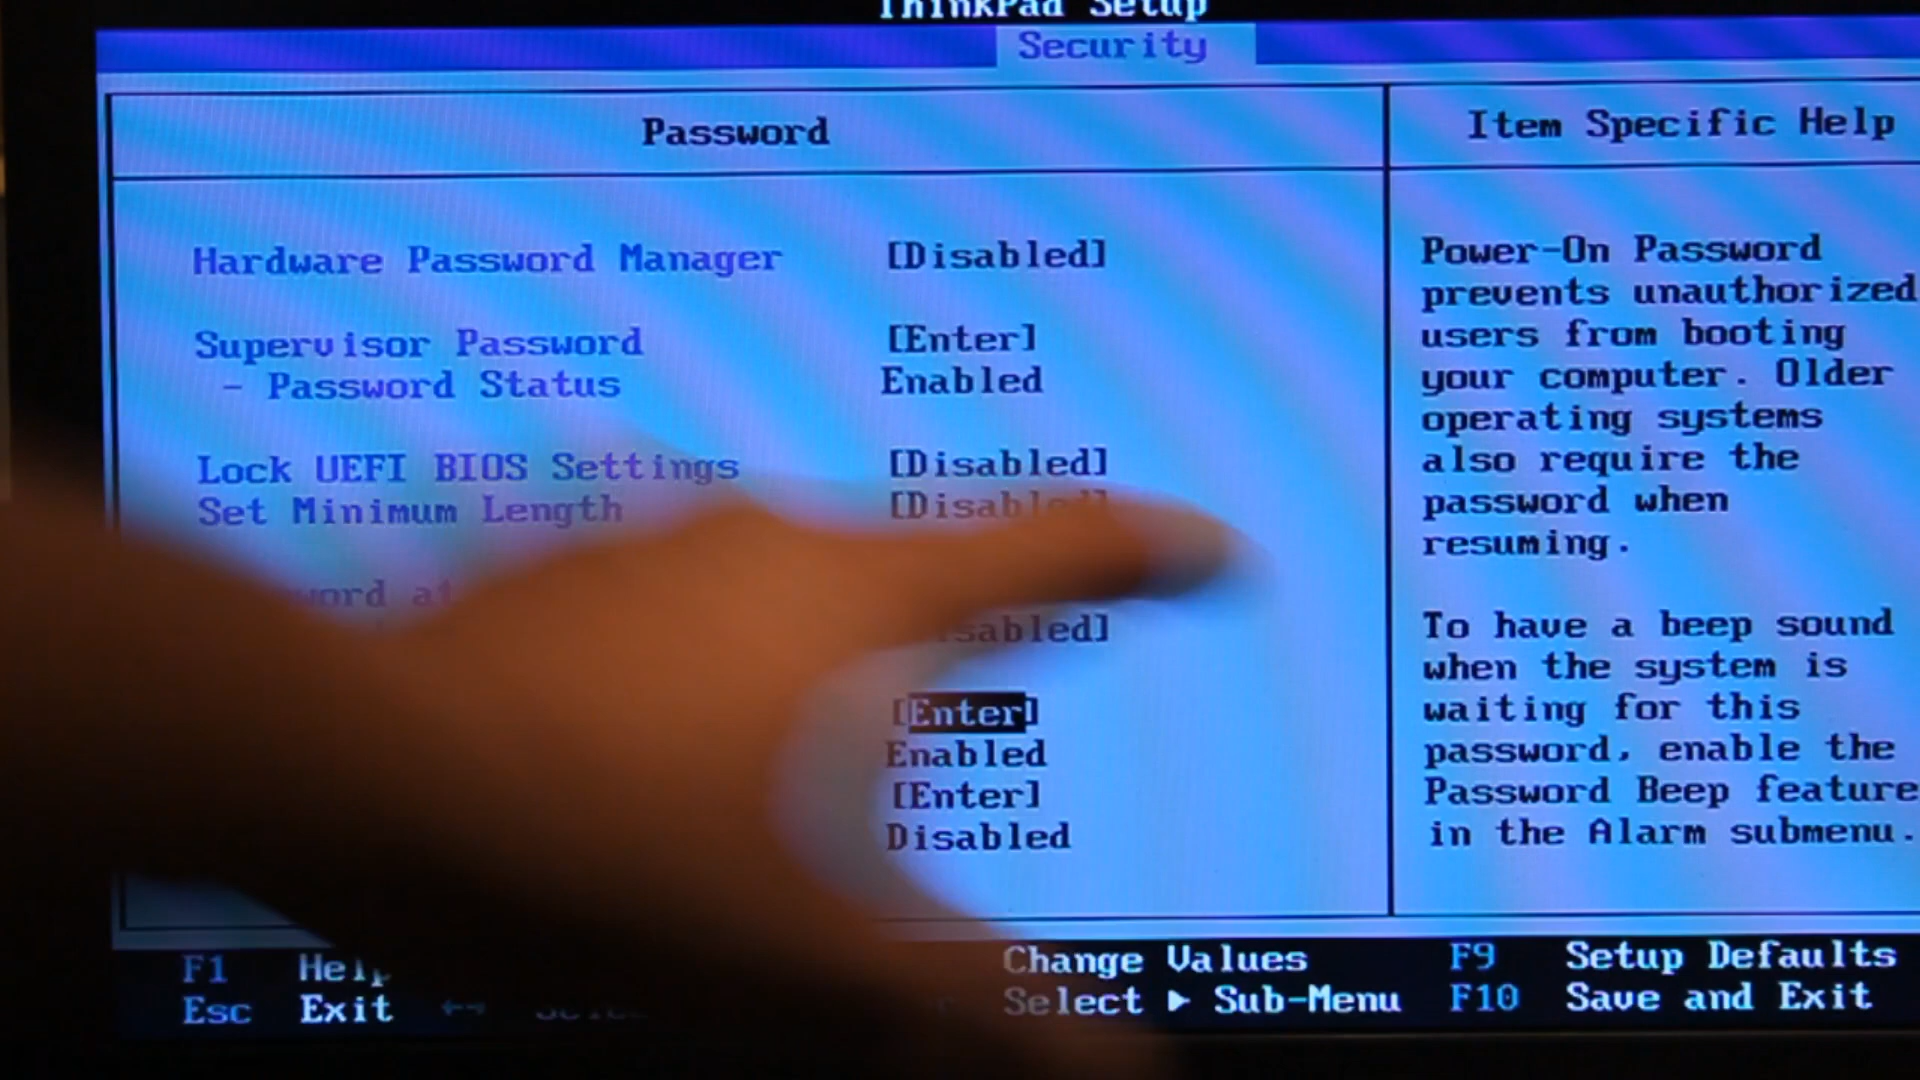 ThinkPad Setup
Security
Password
Item Specific Help
Hardware Password Manager [Disabled]
Supervisor Password [Enter]
- Password Status Enabled
Lock UEFI BIOS Settings [Disabled]
Set Minimum Length [Disabled]
[Enter]
Enabled
[Enter]
Disabled
Power-On Password
prevents unauthorized
users from booting
your computer. Older
operating systems
also require the
password when
resuming.
To have a beep sound
when the system is
waiting for this
password, enable the
Password Beep feature
in the Alarm submenu.
F1 Help Change Values F9 Setup Defaults
Esc Exit Select ▶ Sub-Menu F10 Save and Exit